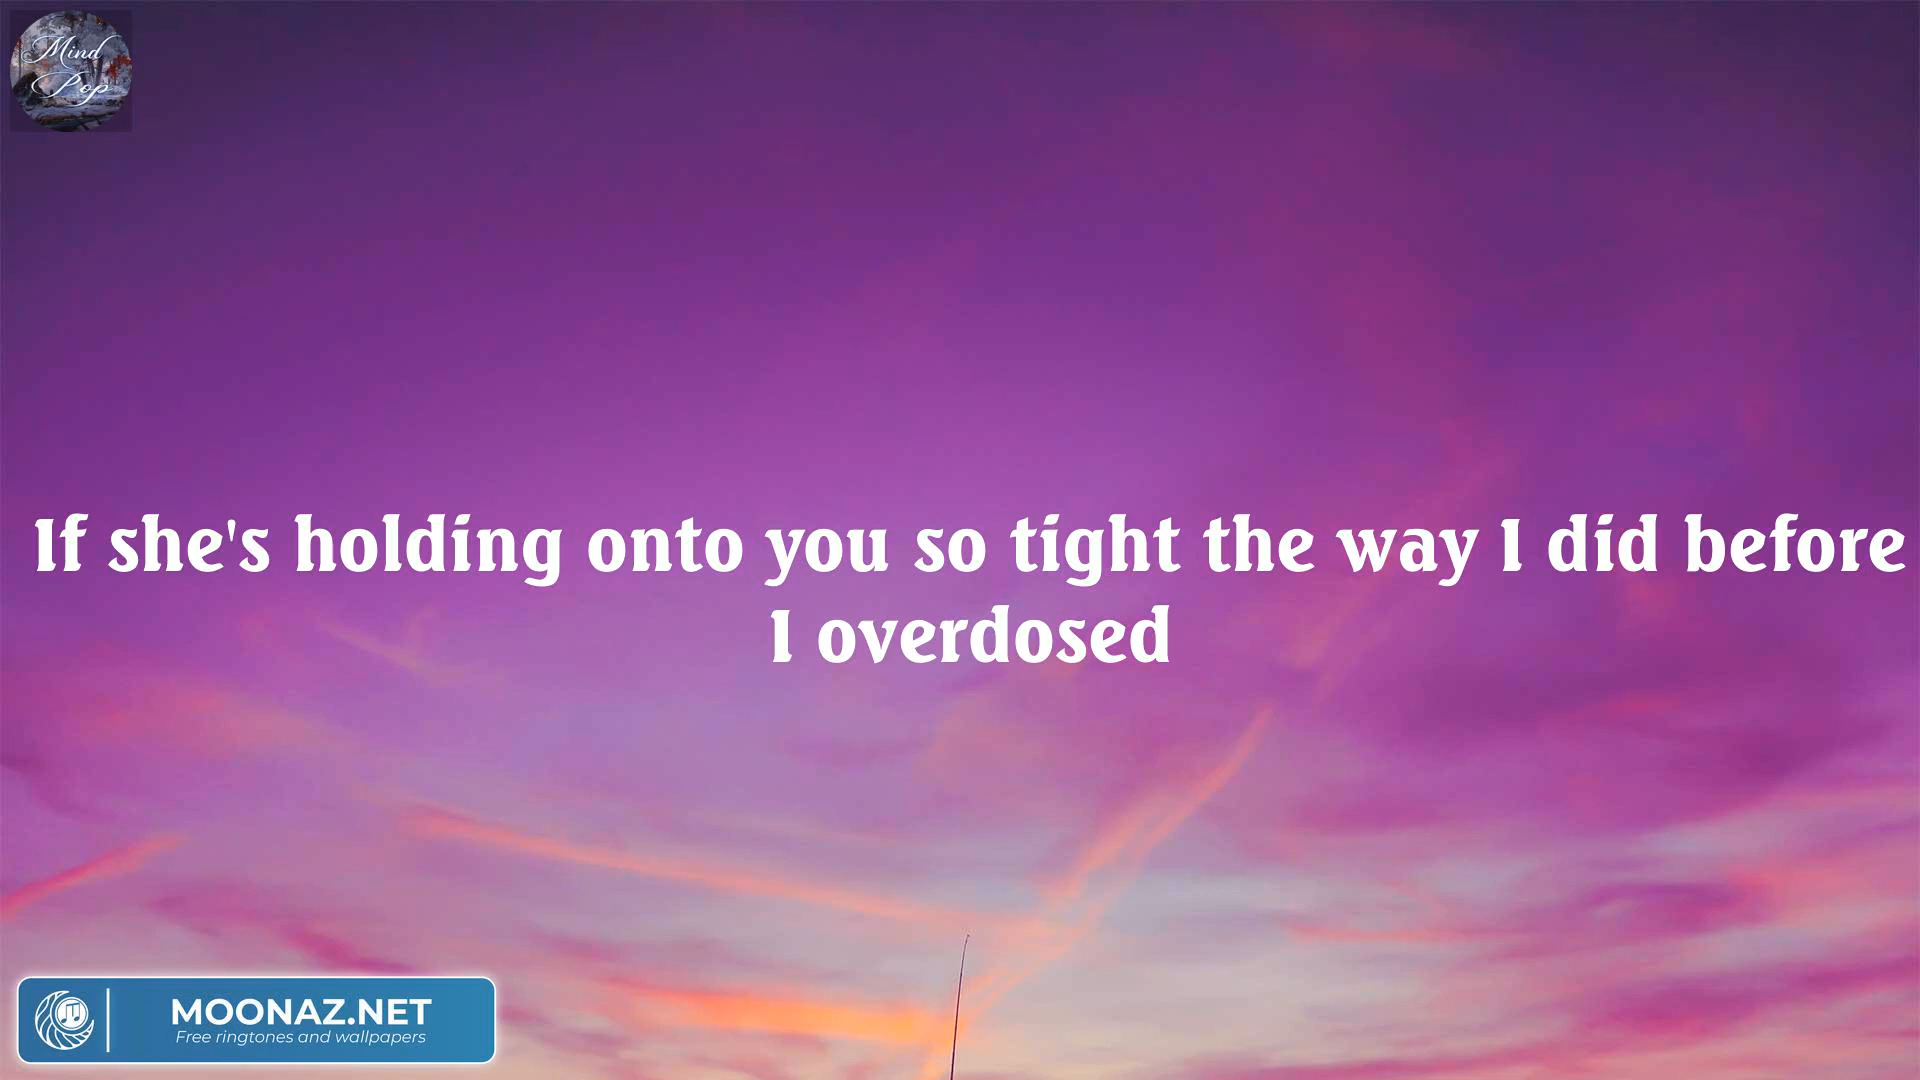 Mind
Pop
If she's holding onto you so tight the way I did before
I overdosed
MOONAZ.NET
Free ringtones and wallpapers